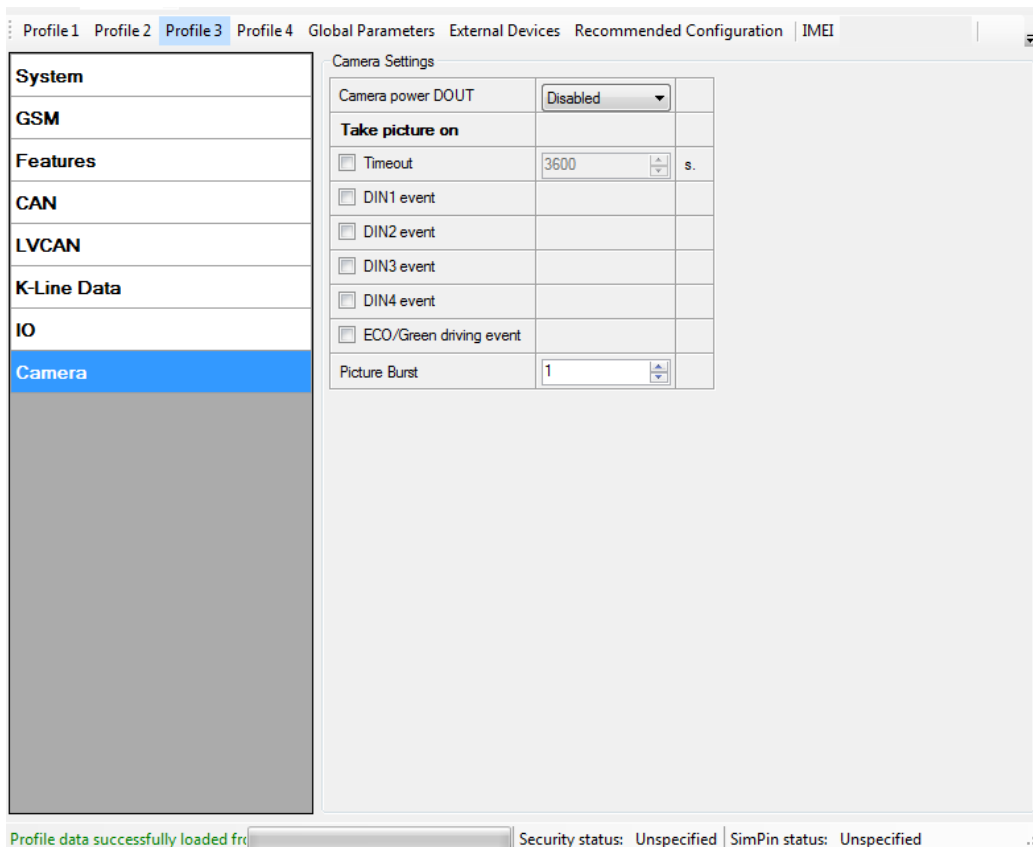 Profile 1 Profile 2 Profile 3 Profile 4 Global Parameters External Devices Recommended Configuration IMEI
System
GSM
Features
CAN
LVCAN
K-Line Data
IO
Camera
Camera Settings
Camera power DOUT Disabled
Take picture on
Timeout 3600 s.
DIN1 event
DIN2 event
DIN3 event
DIN4 event
ECO/Green driving event
Picture Burst 1
Profile data successfully loaded Security status: Unspecified SimPin status: Unspecified